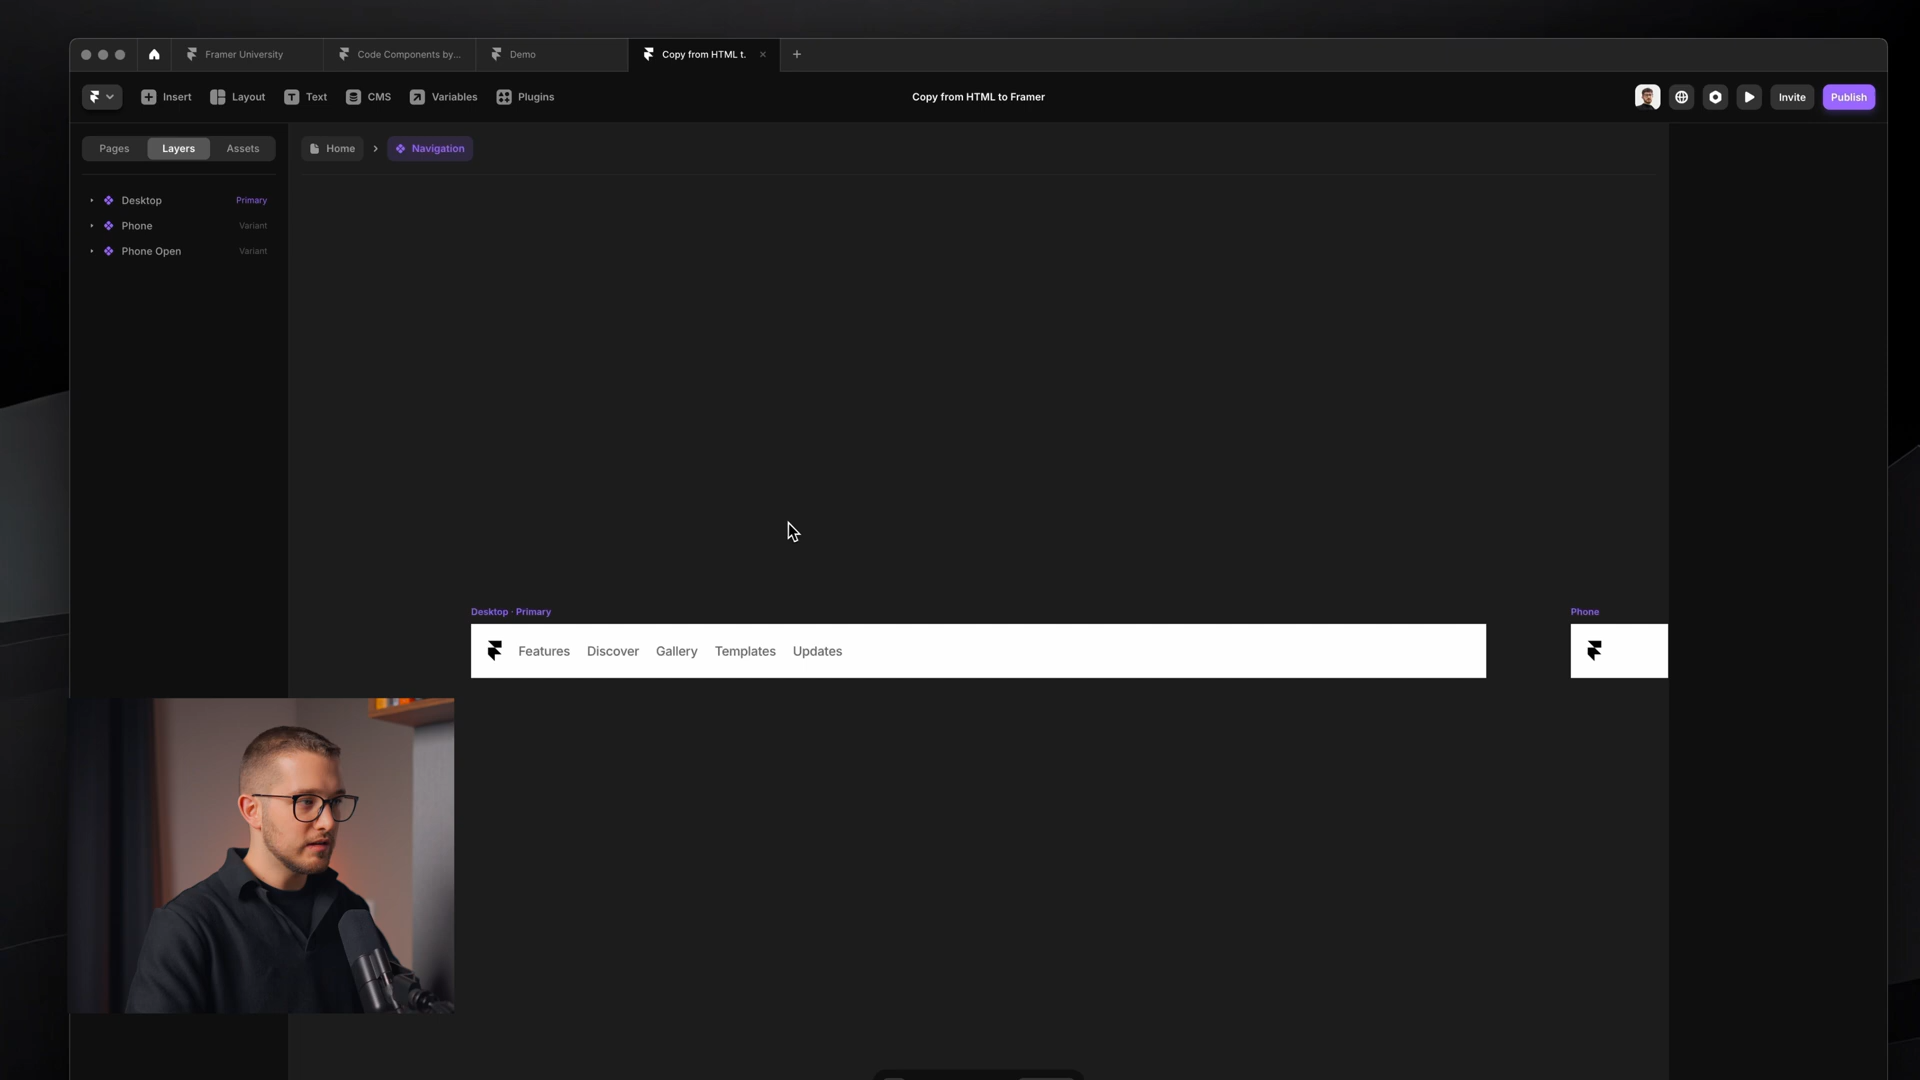 Framer University
Code Components by...
Demo
Copy from HTML t.
Insert
Layout
Text
CMS
Variables
Plugins
Copy from HTML to Framer
Invite
Publish
Pages
Layers
Assets
Home
Navigation
Desktop
Primary
Phone
Variant
Phone Open
Variant
Desktop · Primary
Phone
Features
Discover
Gallery
Templates
Updates